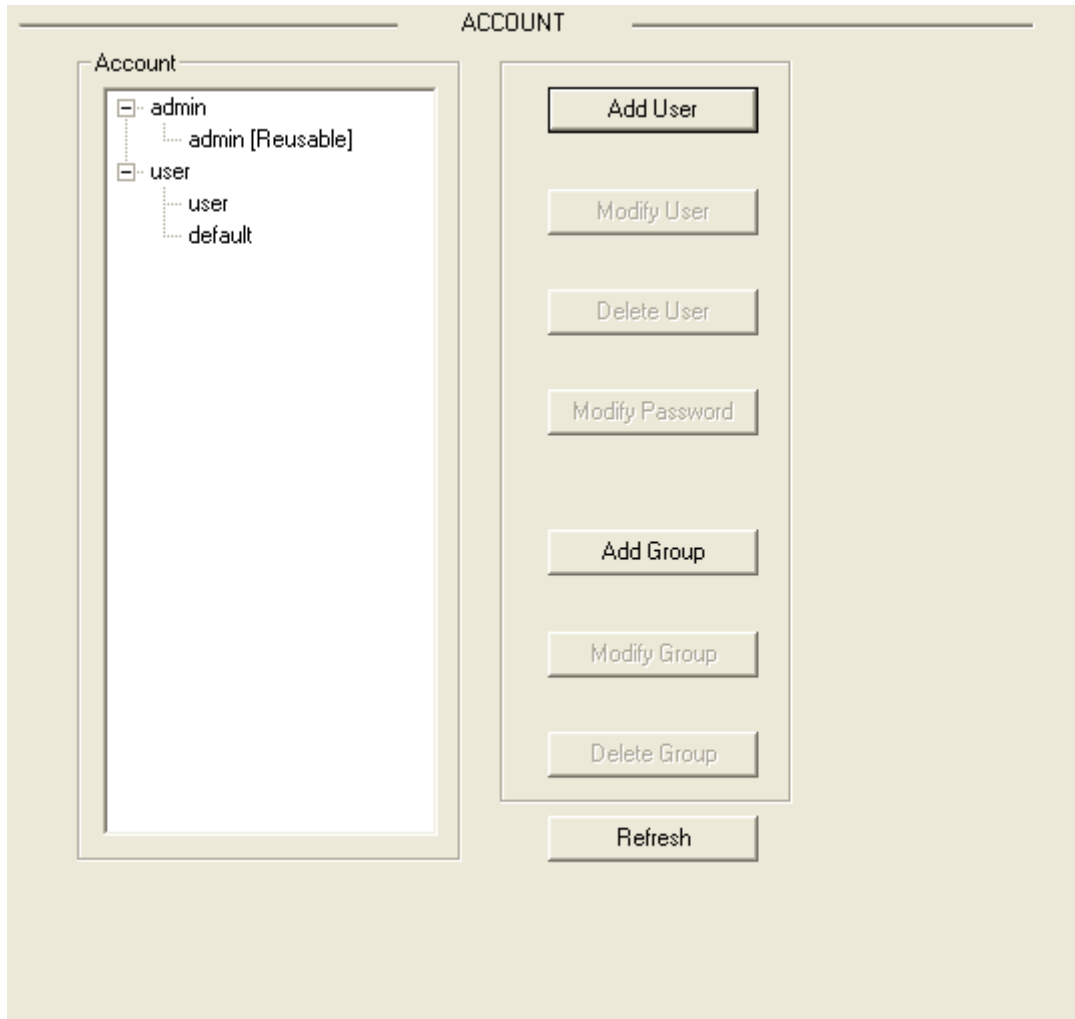 ACCOUNT
Account
admin
admin [Reusable]
user
user
default
Add User
Modify User
Delete User
Modify Password
Add Group
Modify Group
Delete Group
Refresh